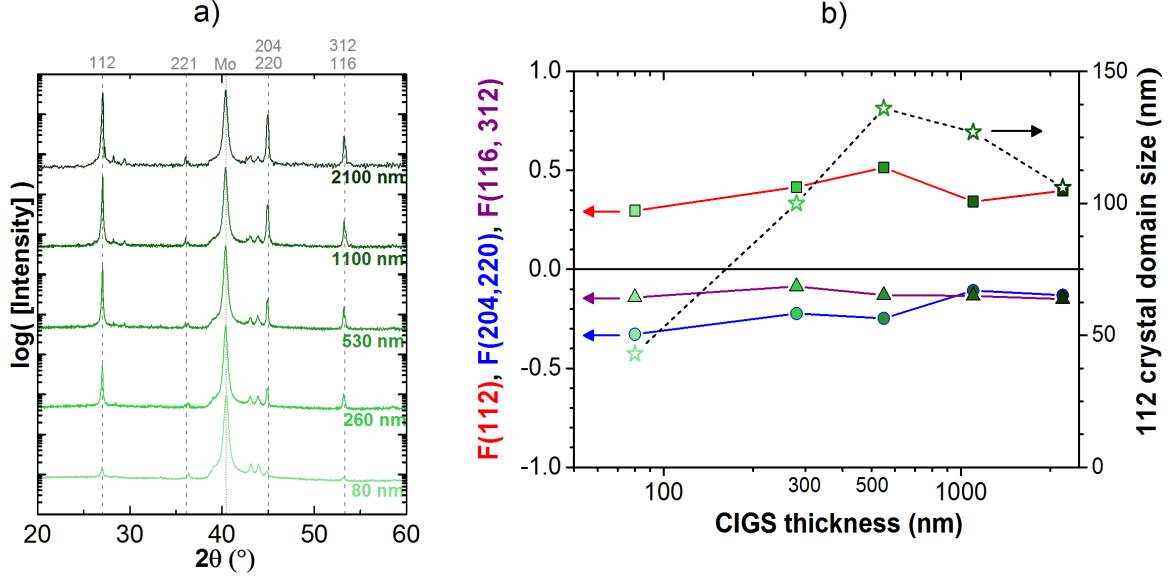 a)
204 312
112 221 Mo 220 116
2100 nm
1100 nm
530 nm
260 nm
80 nm
log( [Intensity] )
20 30 40 50 60
2θ (°)
b)
1.0
0.5
0.0
-0.5
-1.0
F(112), F(204,220), F(116, 312)
150
100
50
0
112 crystal domain size (nm)
100 300 500 1000
CIGS thickness (nm)